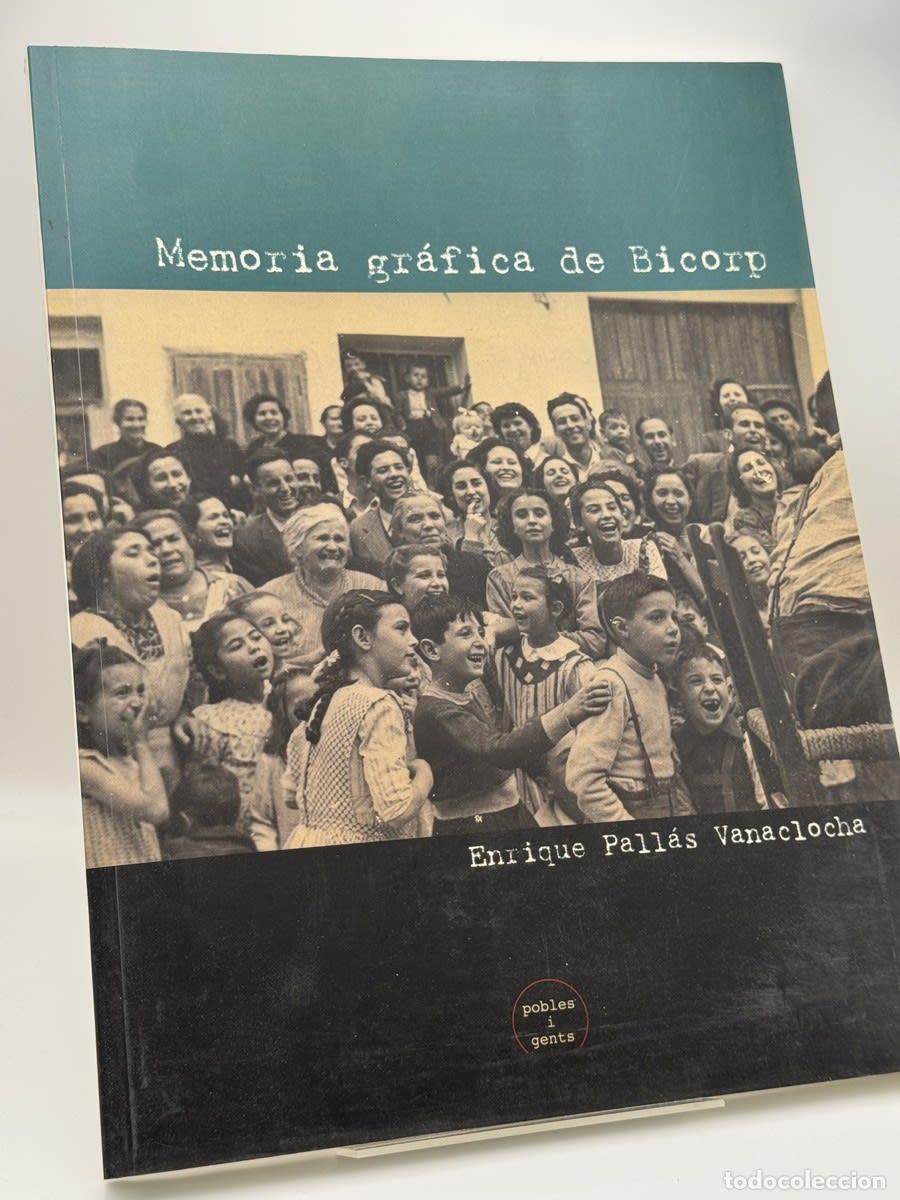 Memoria gráfica de Bicorp
Enrique Pallás Vanaclocha
pobles
i
gents
todocoleccion